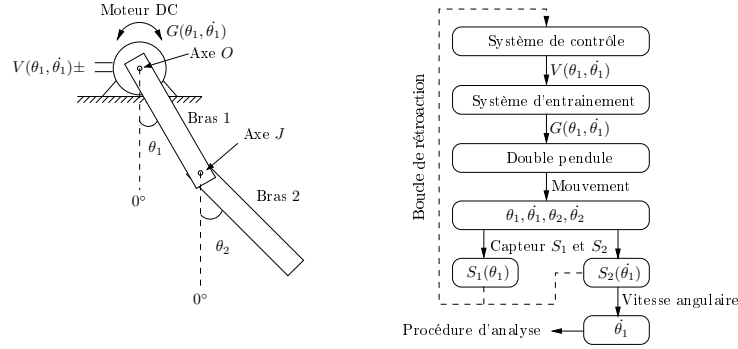 Moteur DC
G(θ₁, θ̇₁)
Axe O
V(θ₁, θ̇₁)±
Bras 1
θ₁
Axe J
0°
Bras 2
θ₂
0°
Boucle de rétroaction
Système de contrôle
V(θ₁, θ̇₁)
Système d'entrainement
G(θ₁, θ̇₁)
Double pendule
Mouvement
θ₁, θ̇₁, θ₂, θ̇₂
Capteur S₁ et S₂
S₁(θ₁)
S₂(θ̇₁)
Vitesse angulaire
Procédure d'analyse
θ̇₁